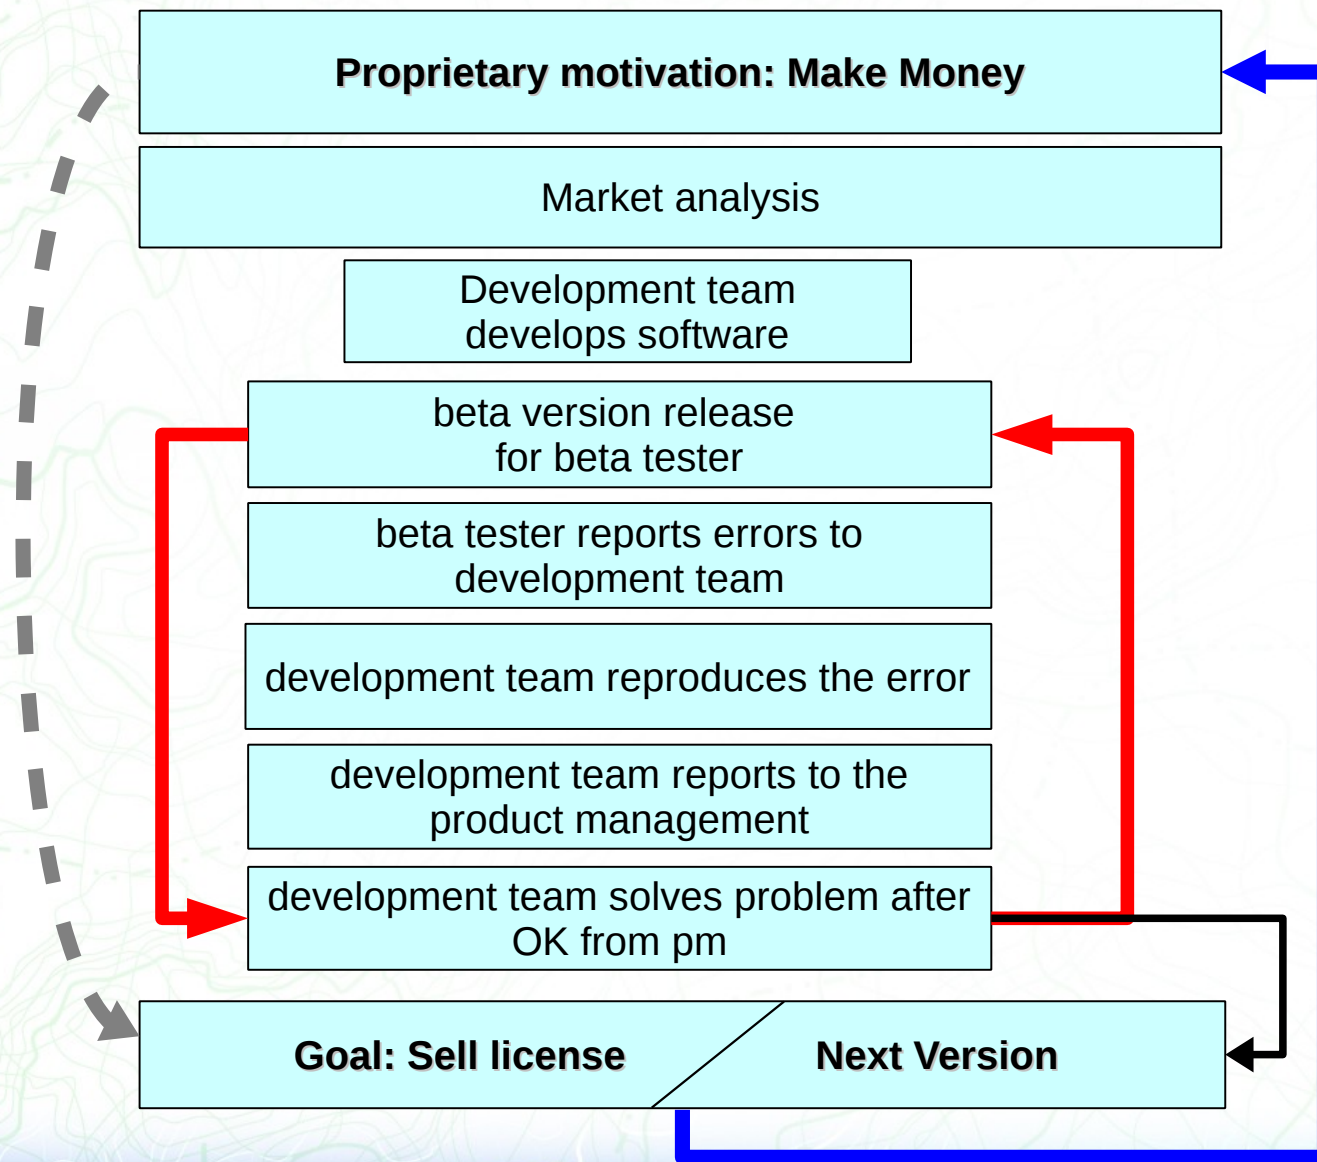 Proprietary motivation: Make Money
Market analysis
Development team
develops software
beta version release
for beta tester
beta tester reports errors to
development team
development team reproduces the error
development team reports to the
product management
development team solves problem after
OK from pm
Goal: Sell license
Next Version